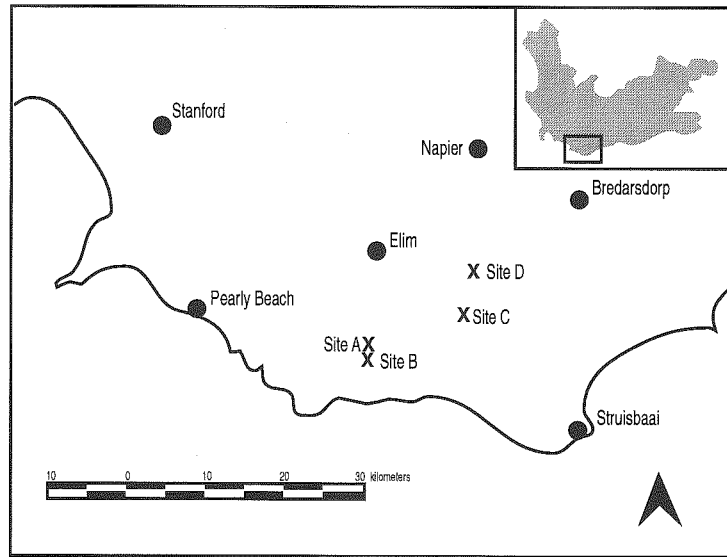 Stanford
Napier
Bredarsdorp
Elim
X Site D
Pearly Beach
X Site C
Site A X
X Site B
Struisbaai
10 0 10 20 30 kilometers